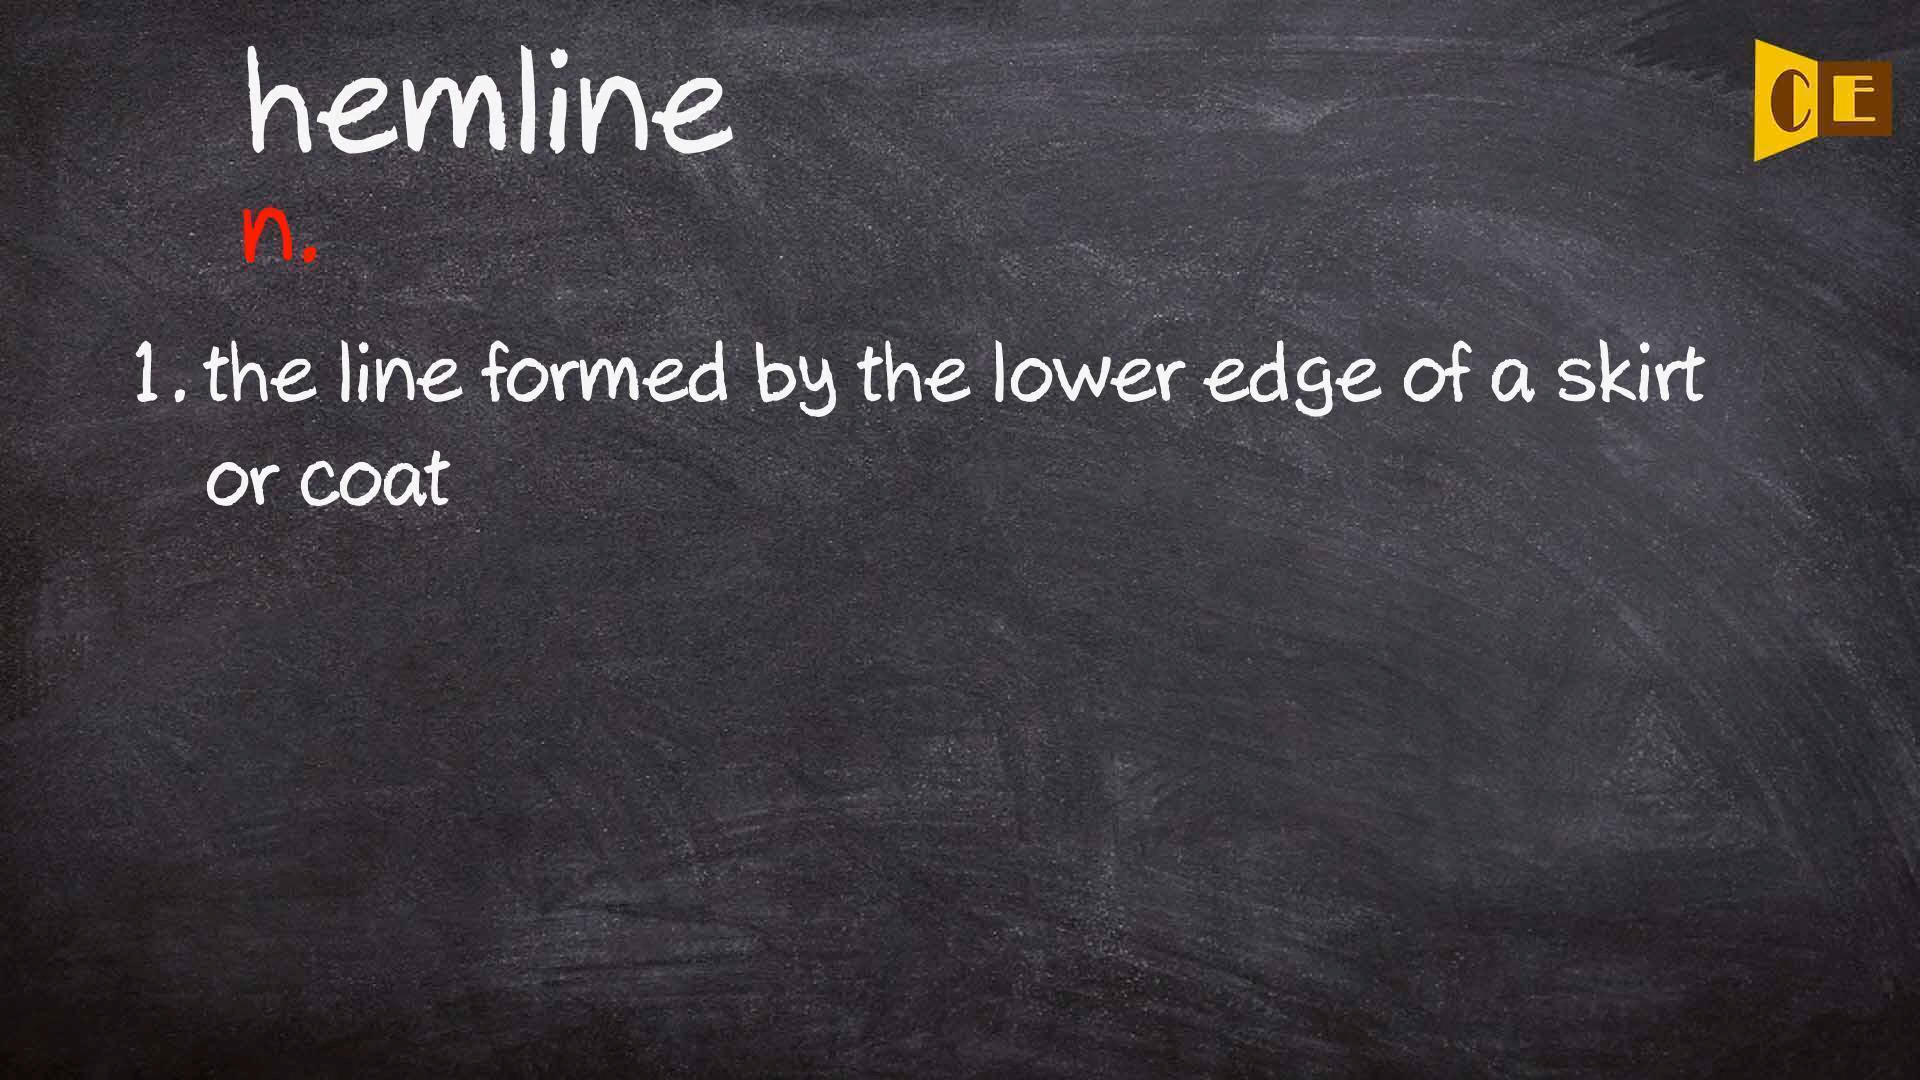 hemline
CE
n.
1. the line formed by the lower edge of a skirt
or coat